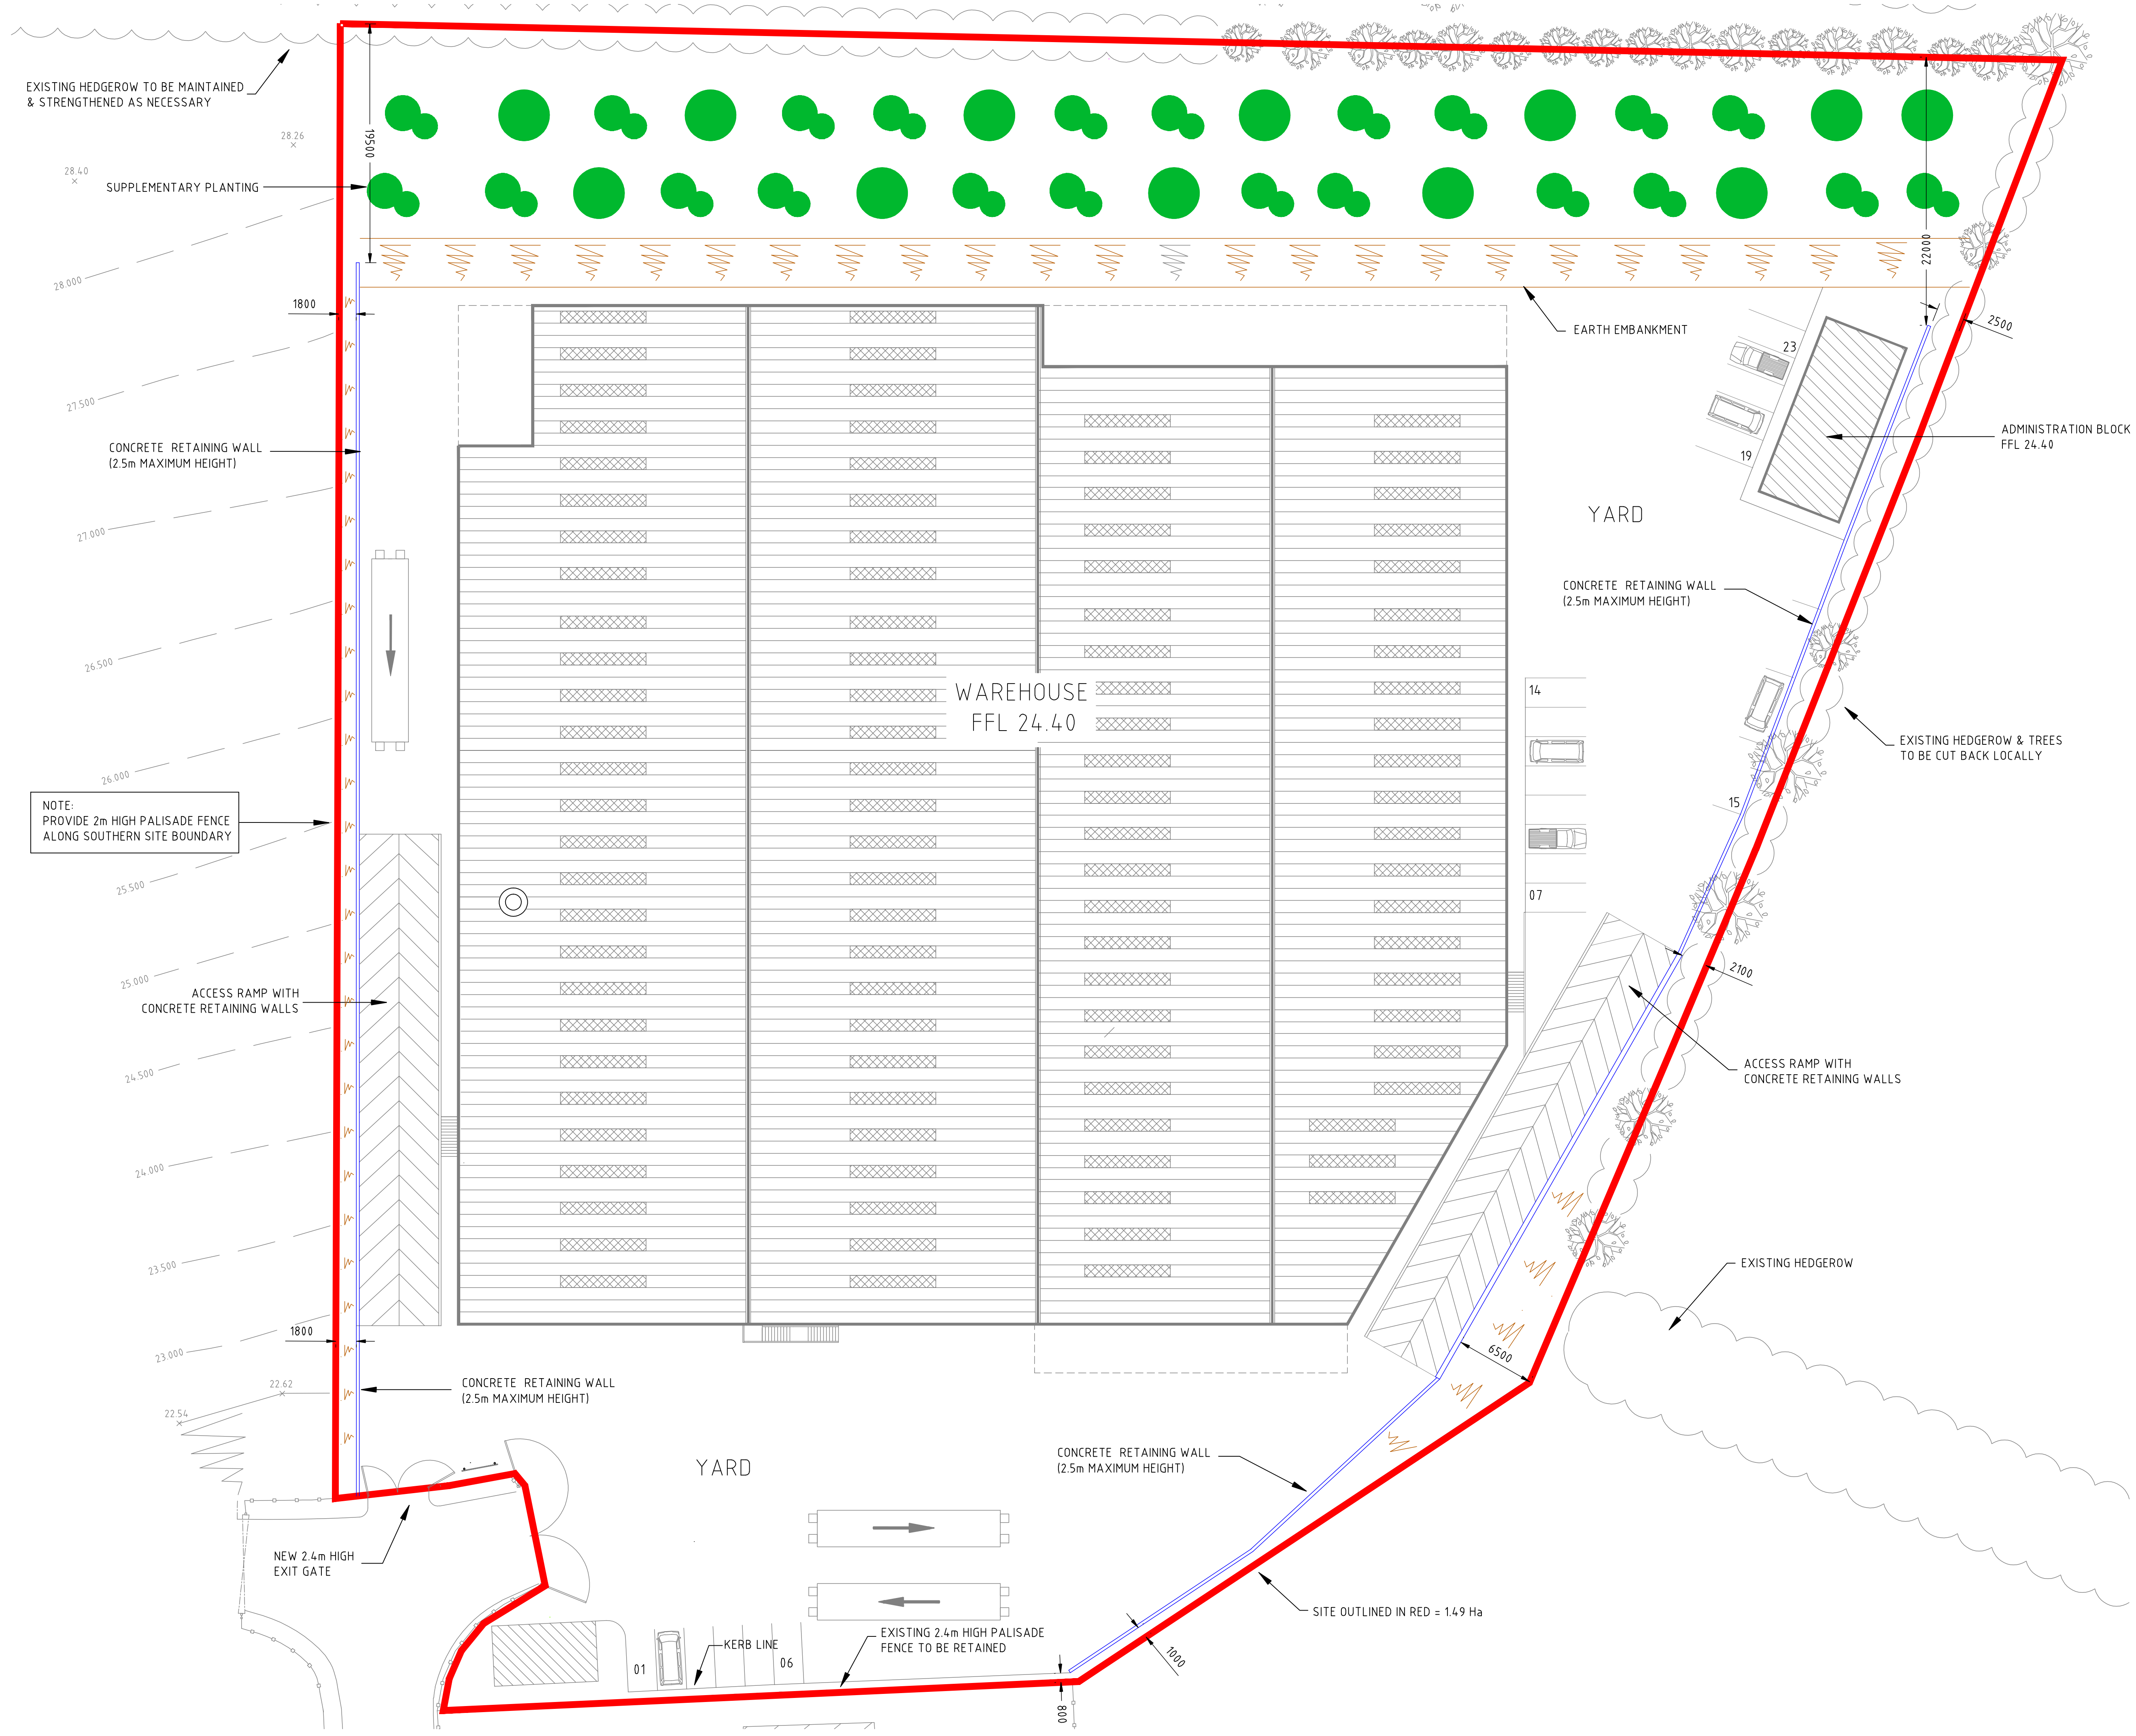 EXISTING HEDGEROW TO BE MAINTAINED
& STRENGTHENED AS NECESSARY
28.26
28.40
SUPPLEMENTARY PLANTING
19500
22000
28.000
1800
27.500
EARTH EMBANKMENT
2500
23
19
ADMINISTRATION BLOCK
FFL 24.40
CONCRETE RETAINING WALL
(2.5m MAXIMUM HEIGHT)
27.000
YARD
CONCRETE RETAINING WALL
(2.5m MAXIMUM HEIGHT)
26.500
WAREHOUSE
FFL 24.40
14
EXISTING HEDGEROW & TREES
TO BE CUT BACK LOCALLY
26.000
15
NOTE:
PROVIDE 2m HIGH PALISADE FENCE
ALONG SOUTHERN SITE BOUNDARY
25.500
07
25.000
2100
ACCESS RAMP WITH
CONCRETE RETAINING WALLS
24.500
ACCESS RAMP WITH
CONCRETE RETAINING WALLS
24.000
23.500
EXISTING HEDGEROW
1800
23.000
6500
22.62
22.54
CONCRETE RETAINING WALL
(2.5m MAXIMUM HEIGHT)
YARD
CONCRETE RETAINING WALL
(2.5m MAXIMUM HEIGHT)
NEW 2.4m HIGH
EXIT GATE
SITE OUTLINED IN RED = 1.49 Ha
EXISTING 2.4m HIGH PALISADE
FENCE TO BE RETAINED
KERB LINE
01
06
1000
800